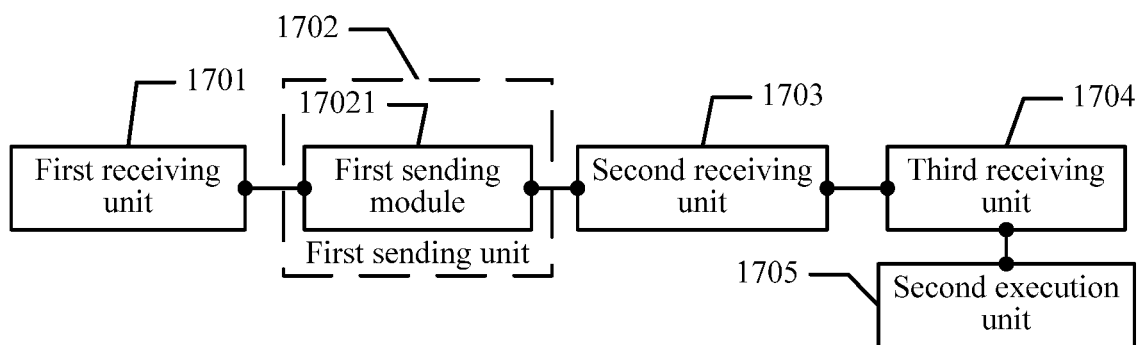 1702
1701
17021
1703
1704
First receiving
unit
First sending
module
Second receiving
unit
Third receiving
unit
First sending unit
1705
Second execution
unit